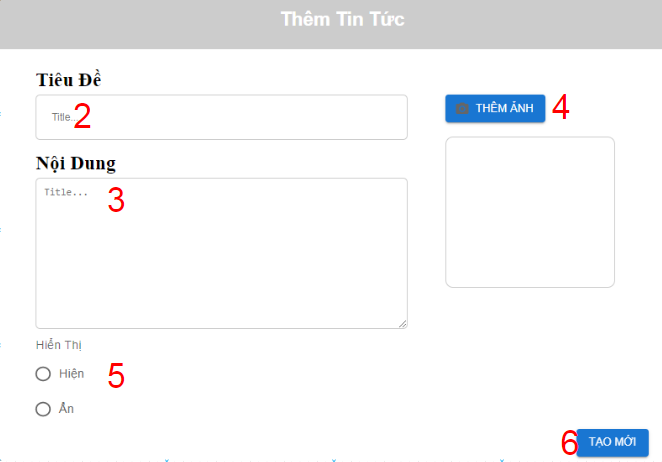 Thêm Tin Tức
Tiêu Đề
Title... 2
THÊM ẢNH 4
Nội Dung
Title... 3
Hiển Thị
Hiện 5
Ẩn
6 TẠO MỚI